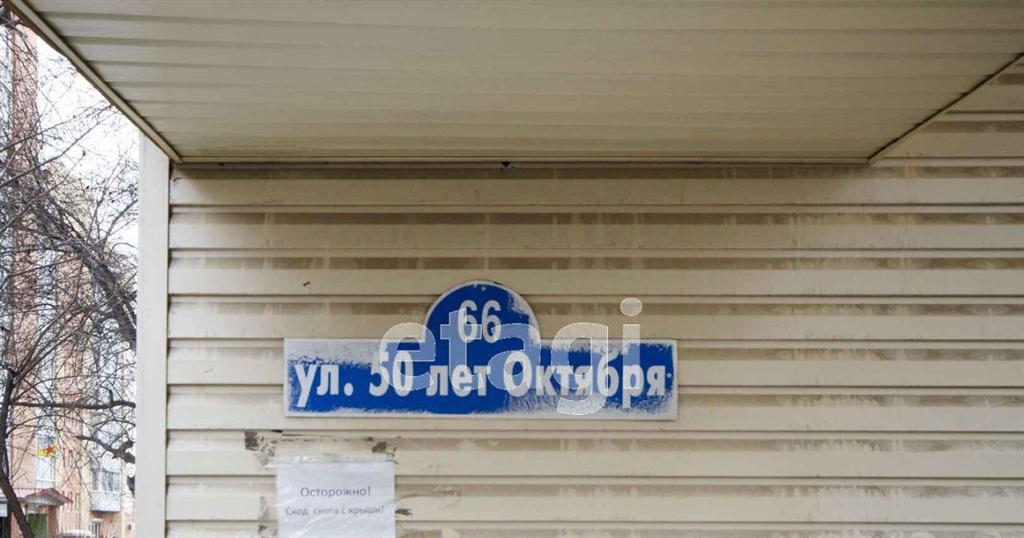 66
ул. 50 лет Октября
etagi
Осторожно!
Сход снега с крыши!